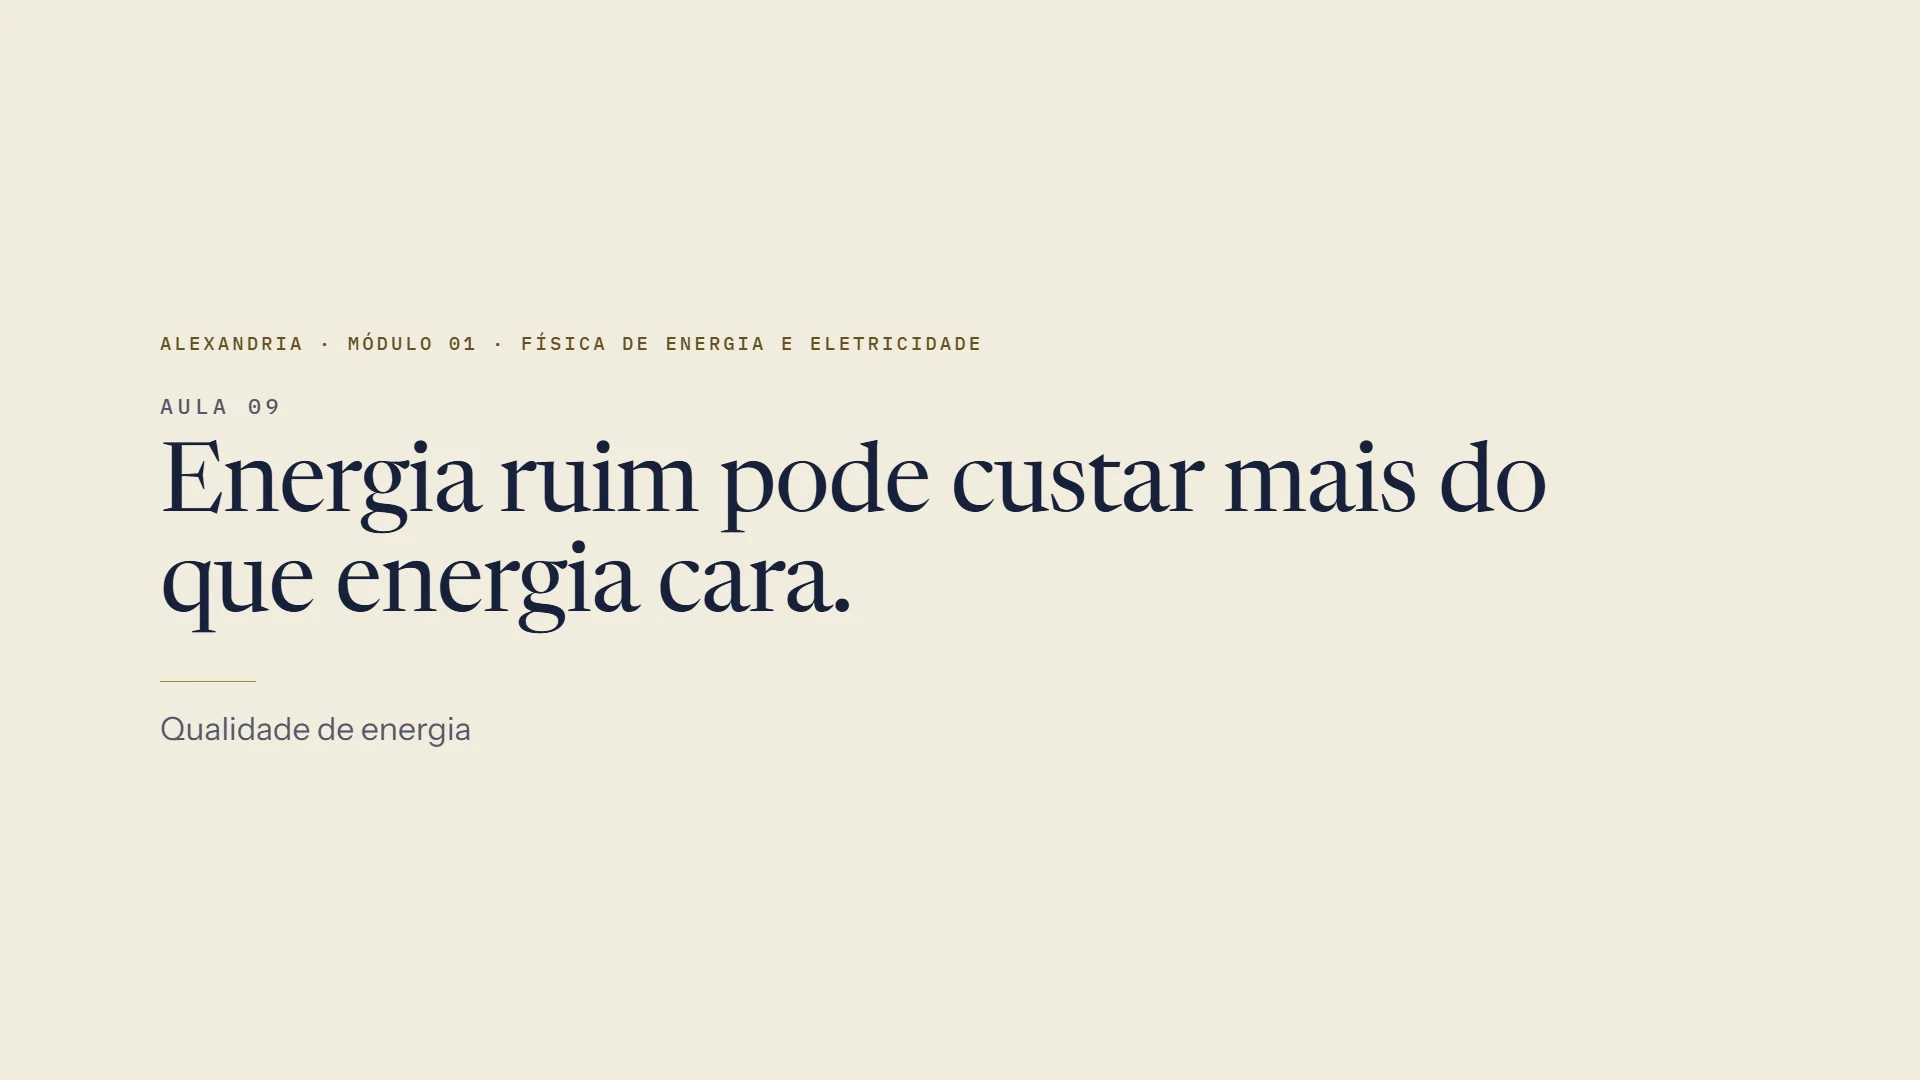 ALEXANDRIA · MÓDULO 01 · FÍSICA DE ENERGIA E ELETRICIDADE
AULA 09
Energia ruim pode custar mais do
que energia cara.
Qualidade de energia